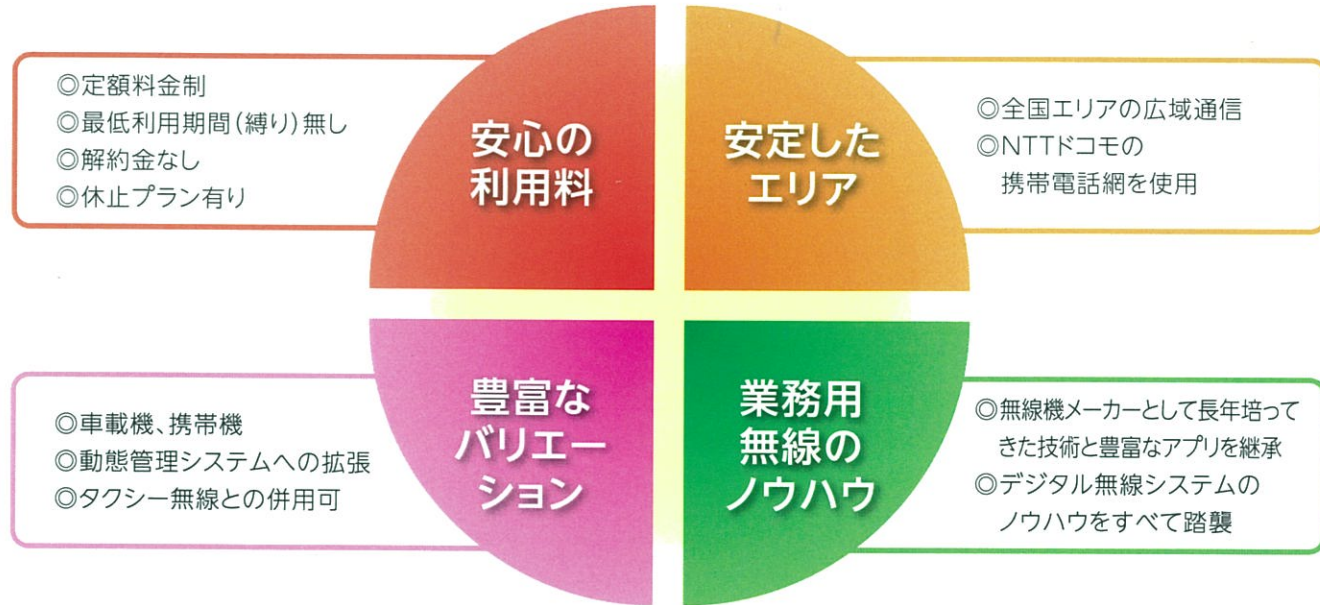 ◎定額料金制
◎最低利用期間(縛り)無し
◎解約金なし
◎休止プラン有り
安心の
利用料
安定した
エリア
◎全国エリアの広域通信
◎NTTドコモの
携帯電話網を使用
◎車載機、携帯機
◎動態管理システムへの拡張
◎タクシー無線との併用可
豊富な
バリエー
ション
業務用
無線の
ノウハウ
◎無線機メーカーとして長年培って
きた技術と豊富なアプリを継承
◎デジタル無線システムの
ノウハウをすべて踏襲